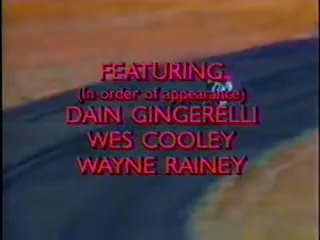 FEATURING
(In order of appearance)
DAIN GINGERELLI
WES COOLEY
WAYNE RAINEY